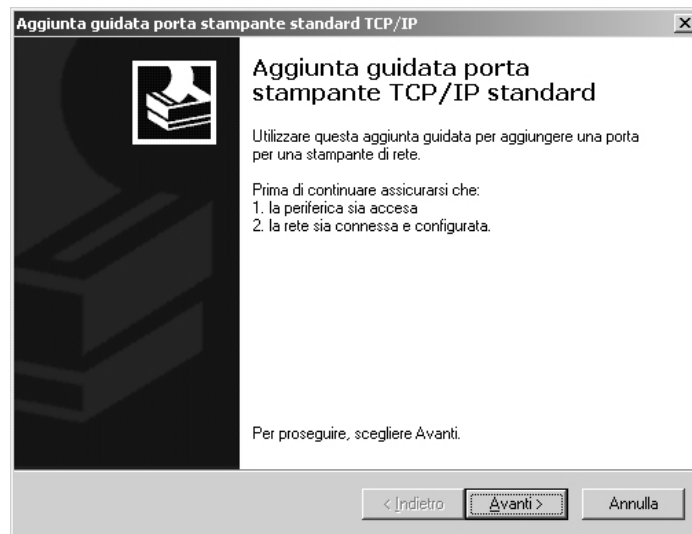 Aggiunta guidata porta stampante standard TCP/IP
Aggiunta guidata porta
stampante TCP/IP standard
Utilizzare questa aggiunta guidata per aggiungere una porta
per una stampante di rete.
Prima di continuare assicurarsi che:
1. la periferica sia accesa
2. la rete sia connessa e configurata.
Per proseguire, scegliere Avanti.
< Indietro
Avanti >
Annulla